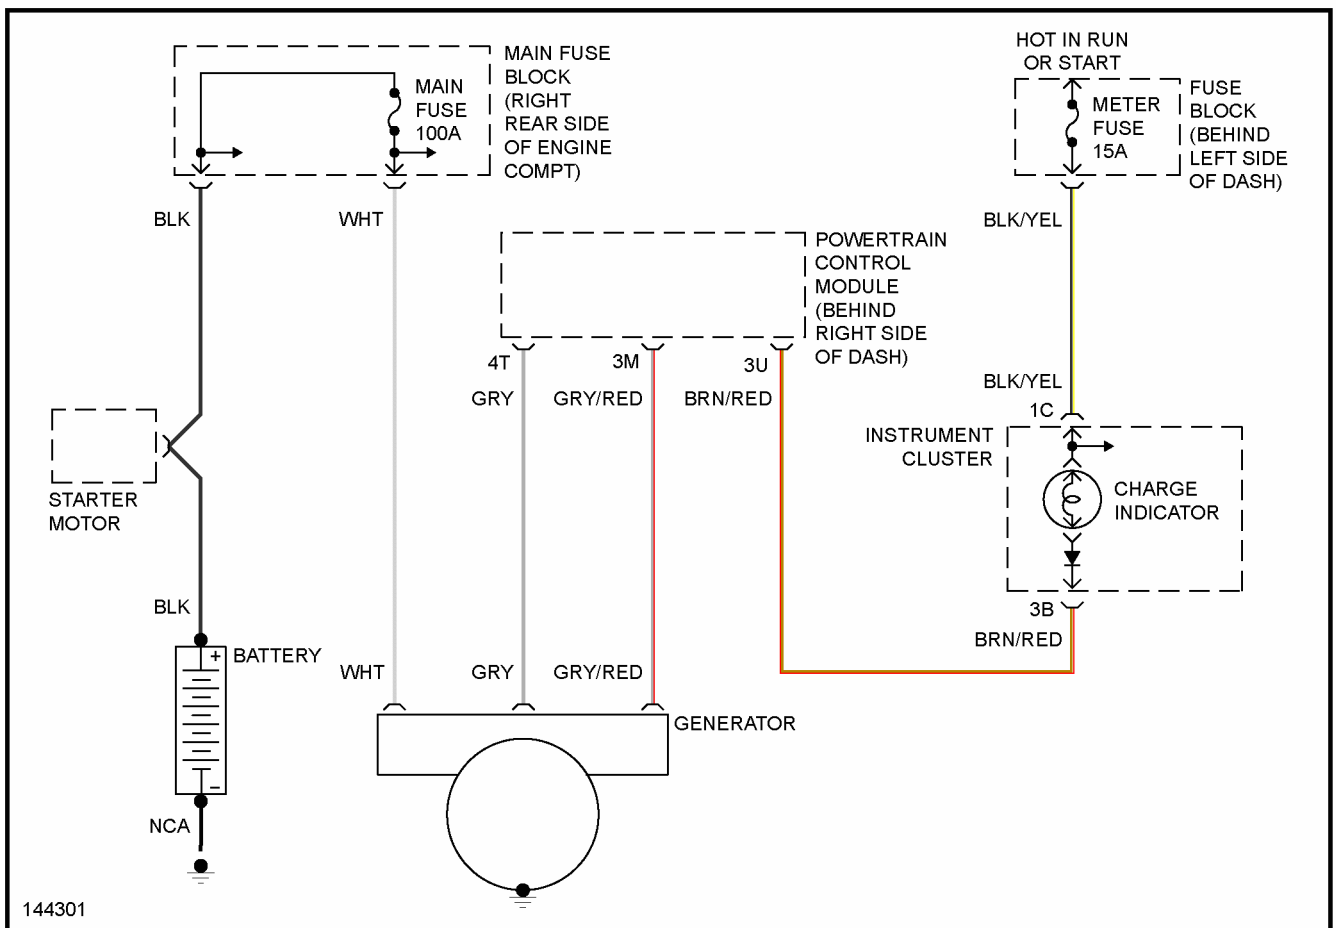 MAIN FUSE
BLOCK
(RIGHT
REAR SIDE
OF ENGINE
COMPT)
MAIN
FUSE
100A
HOT IN RUN
OR START
METER
FUSE
15A
FUSE
BLOCK
(BEHIND
LEFT SIDE
OF DASH)
BLK
WHT
BLK/YEL
POWERTRAIN
CONTROL
MODULE
(BEHIND
RIGHT SIDE
OF DASH)
4T
3M
3U
GRY
GRY/RED
BRN/RED
BLK/YEL
1C
INSTRUMENT
CLUSTER
CHARGE
INDICATOR
STARTER
MOTOR
BLK
3B
BRN/RED
+
BATTERY
WHT
GRY
GRY/RED
GENERATOR
–
NCA
144301